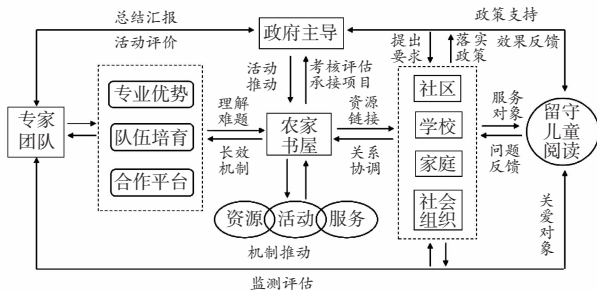 总结汇报
活动评价
政府主导
政策支持
效果反馈
提出
要求
落实
政策
活动
推动
考核评估
承接项目
专家
团队
专业优势
队伍培育
合作平台
理解
难题
长效
机制
农家
书屋
资源
链接
关系
协调
社区
学校
家庭
社会
组织
服务
对象
问题
反馈
留守
儿童
阅读
资源
活动
服务
机制推动
关爱
对象
监测评估